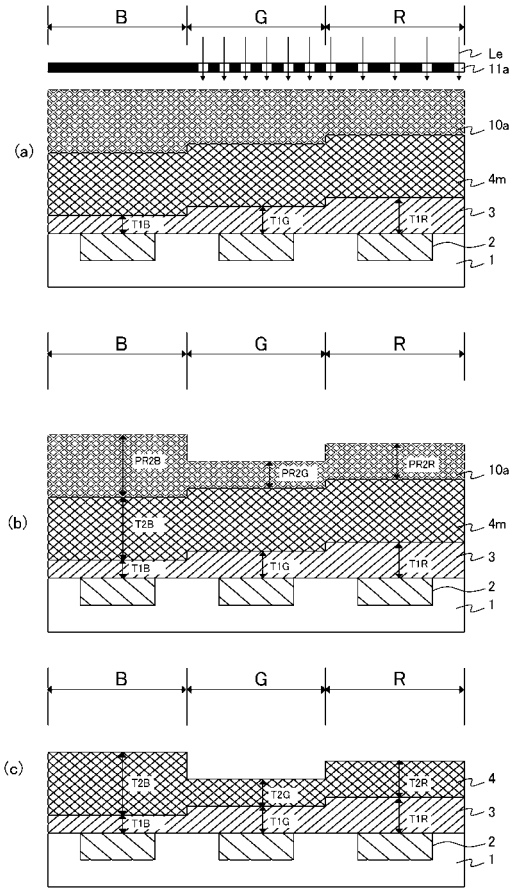 B G R
Le
11a
10a
(a)
4m
T1B T1G T1R
3
2
1
B G R
PR2B PR2G PR2R
10a
T2B
(b)
4m
T1B T1G T1R
3
2
1
B G R
(c)
T2B T2G T2R
4
T1B T1G T1R
3
2
1